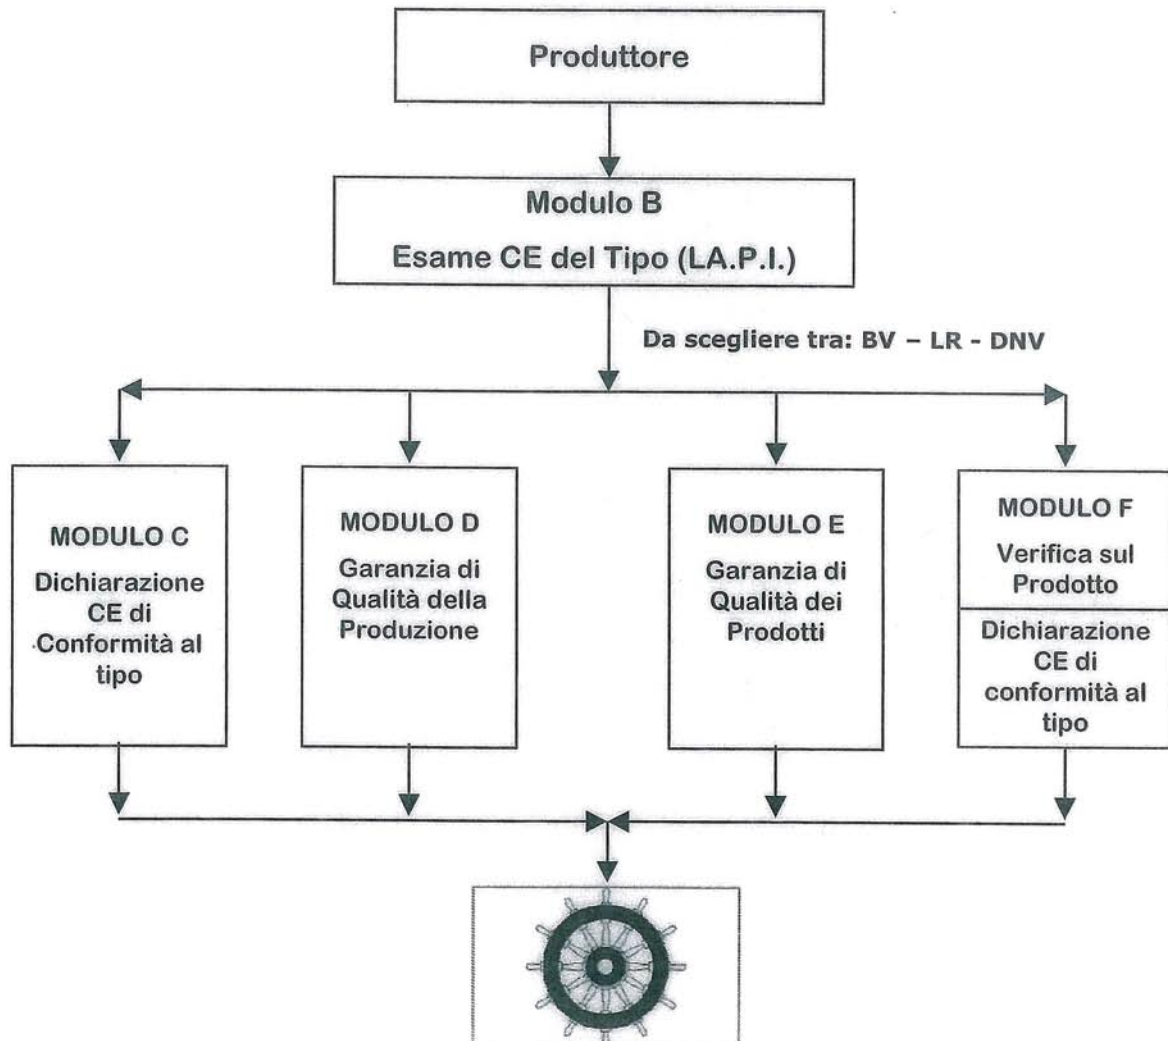 Produttore
Modulo B
Esame CE del Tipo (LA.P.I.)
Da scegliere tra: BV – LR - DNV
MODULO C
Dichiarazione
CE di
Conformità al
tipo
MODULO D
Garanzia di
Qualità della
Produzione
MODULO E
Garanzia di
Qualità dei
Prodotti
MODULO F
Verifica sul
Prodotto
Dichiarazione
CE di
conformità al
tipo